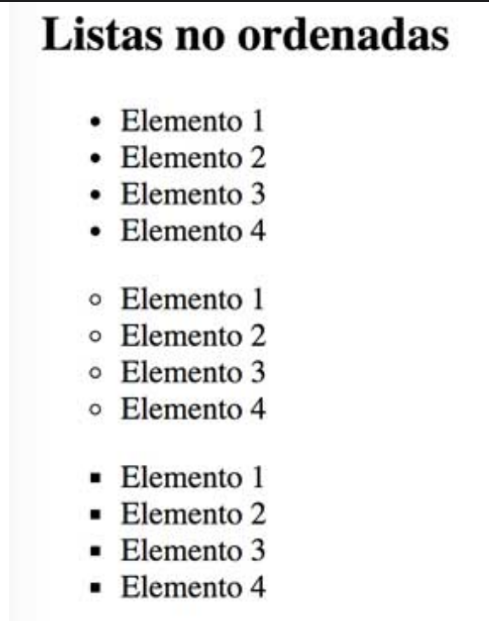 Listas no ordenadas
• Elemento 1
• Elemento 2
• Elemento 3
• Elemento 4
○ Elemento 1
○ Elemento 2
○ Elemento 3
○ Elemento 4
▪ Elemento 1
▪ Elemento 2
▪ Elemento 3
▪ Elemento 4